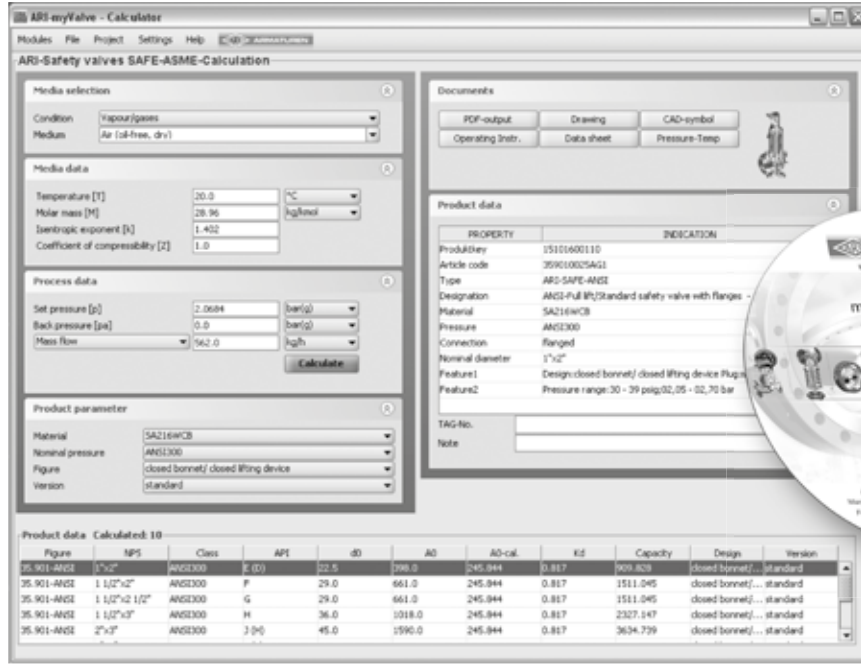 ARI-myValve - Calculator
Modules File Project Settings Help ARMATUREN
ARI-Safety valves SAFE-ASME-Calculation
Media selection
Condition Vapour/gases
Medium Air (oil-free, dry)
Media data
Temperature [T] 20.0 °C
Molar mass [M] 28.96 kg/kmol
Isentropic exponent [k] 1.402
Coefficient of compressibility [Z] 1.0
Process data
Set pressure [p] 2.0684 bar(g)
Back pressure [pa] 0.0 bar(g)
Mass flow 562.0 kg/h
Calculate
Product parameter
Material SA216WCB
Nominal pressure ANSI300
Figure closed bonnet/ closed lifting device
Version standard
Documents
PDF-output Drawing CAD-symbol
Operating Instr. Data sheet Pressure-Temp
Product data
PROPERTY INDICATION
Produktkey 15101600110
Article code 359010025AG1
Type ARI-SAFE-ANSI
Designation ANSI-Full lift/Standard safety valve with flanges -
Material SA216WCB
Pressure ANSI300
Connection flanged
Nominal diameter 1"x2"
Feature1 Design:closed bonnet/ closed lifting device Plug:
Feature2 Pressure range:30 - 39 psig;02,05 - 02,70 bar
TAG-No.
Note
Product data Calculated: 10
Figure NPS Class API d0 A0 A0-cal. Kd Capacity Design Version
35.901-ANSI 1"x2" ANSI300 E (D) 22.5 398.0 245.844 0.817 909.828 closed bonnet/... standard
35.901-ANSI 1 1/2"x2" ANSI300 F 29.0 661.0 245.844 0.817 1511.045 closed bonnet/... standard
35.901-ANSI 1 1/2"x2 1/2" ANSI300 G 29.0 661.0 245.844 0.817 1511.045 closed bonnet/... standard
35.901-ANSI 1 1/2"x3" ANSI300 H 36.0 1018.0 245.844 0.817 2327.147 closed bonnet/... standard
35.901-ANSI 2"x3" ANSI300 J (H) 45.0 1590.0 245.844 0.817 3634.739 closed bonnet/... standard